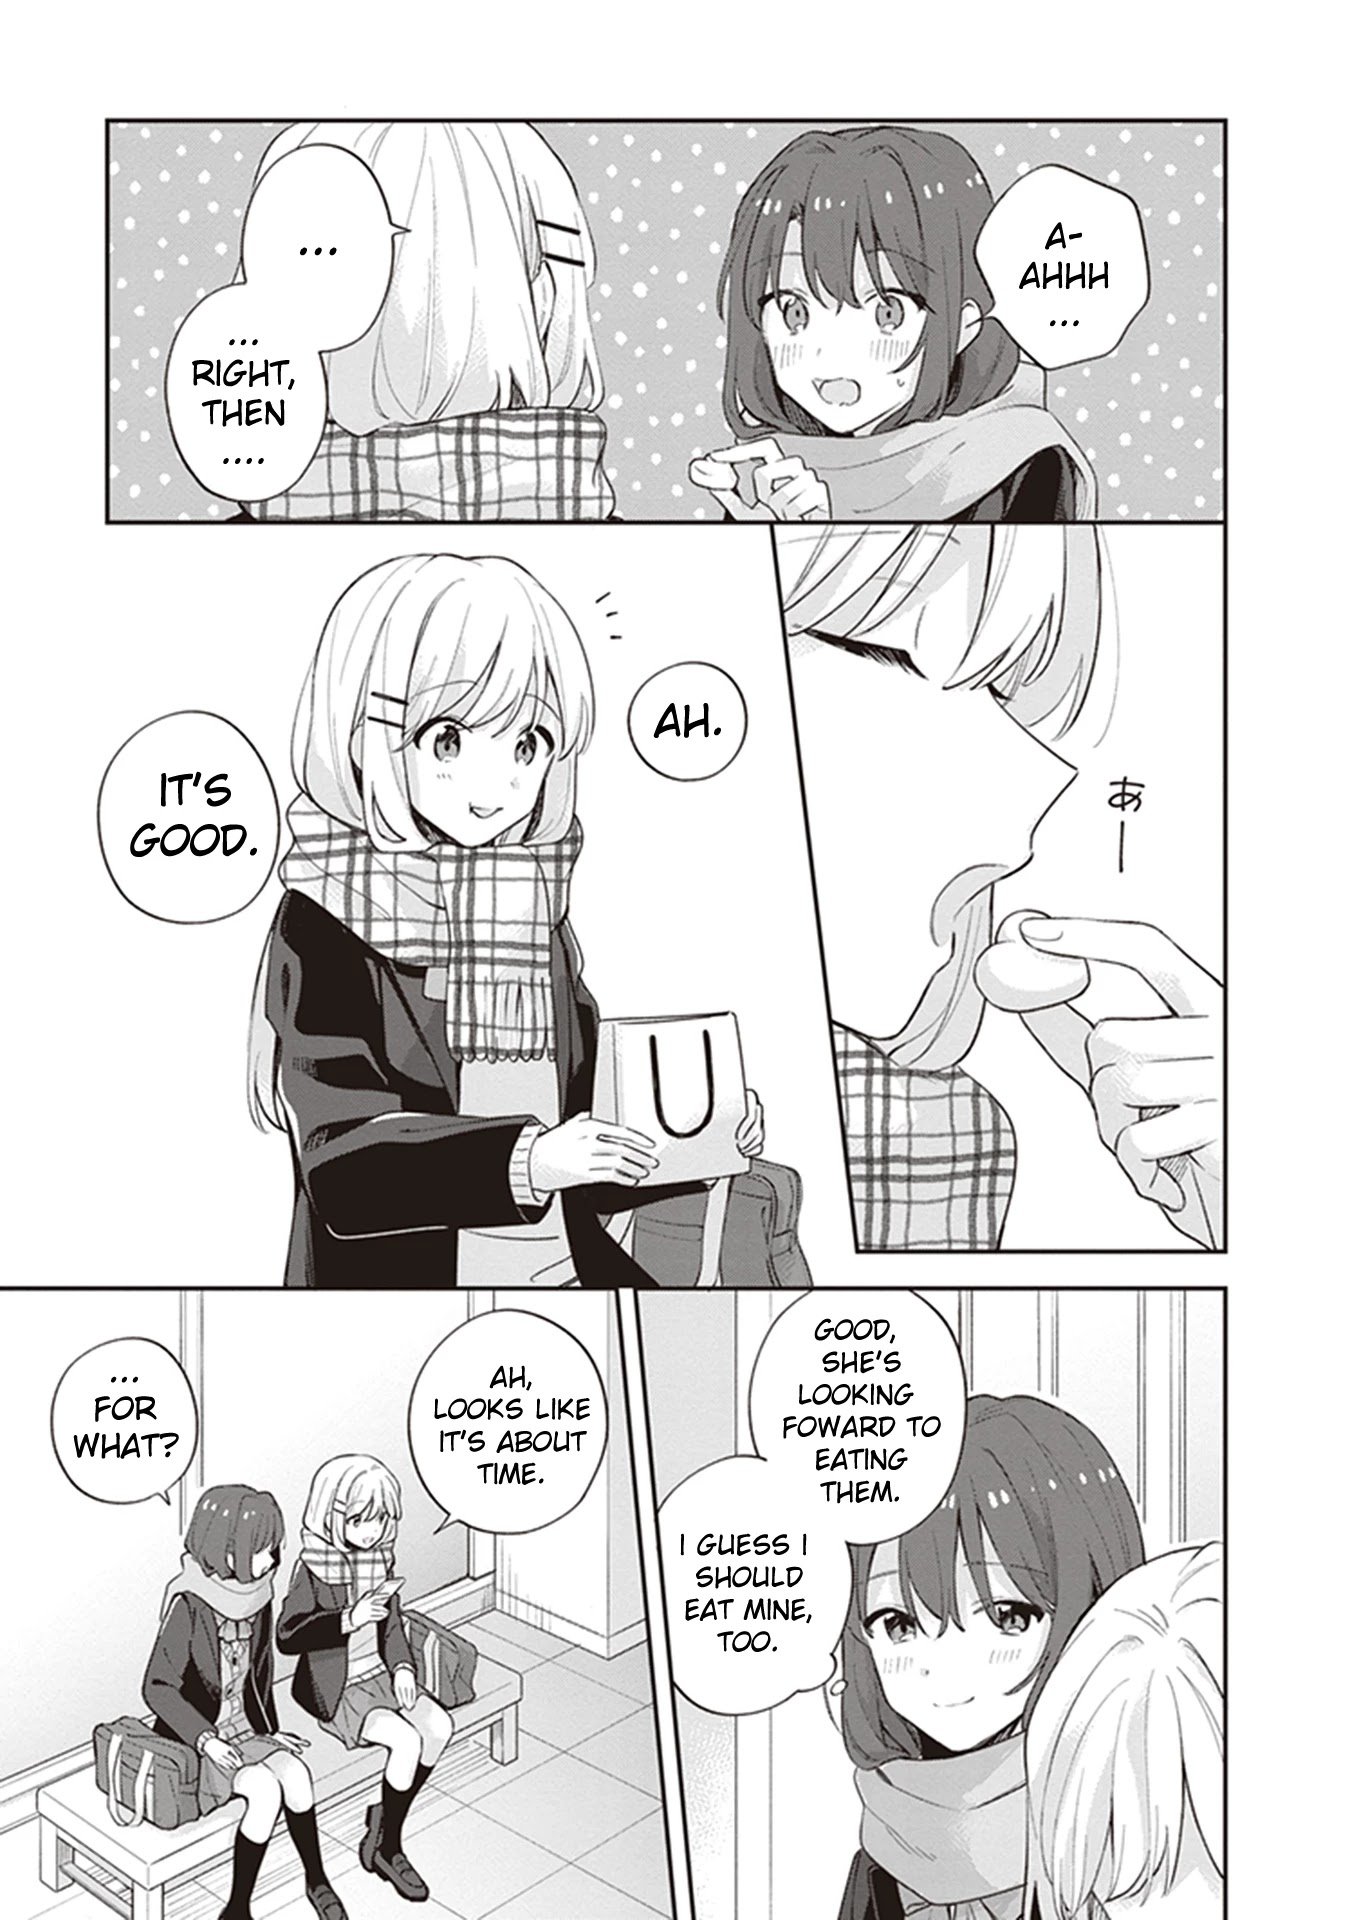 A-
AHHH
...
...
...
RIGHT,
THEN
....
あー
AH.
IT'S
GOOD.
GOOD,
SHE'S
LOOKING
FOWARD TO
EATING
THEM.
I GUESS I
SHOULD
EAT MINE,
TOO.
AH,
LOOKS LIKE
IT'S ABOUT
TIME.
...
FOR
WHAT?